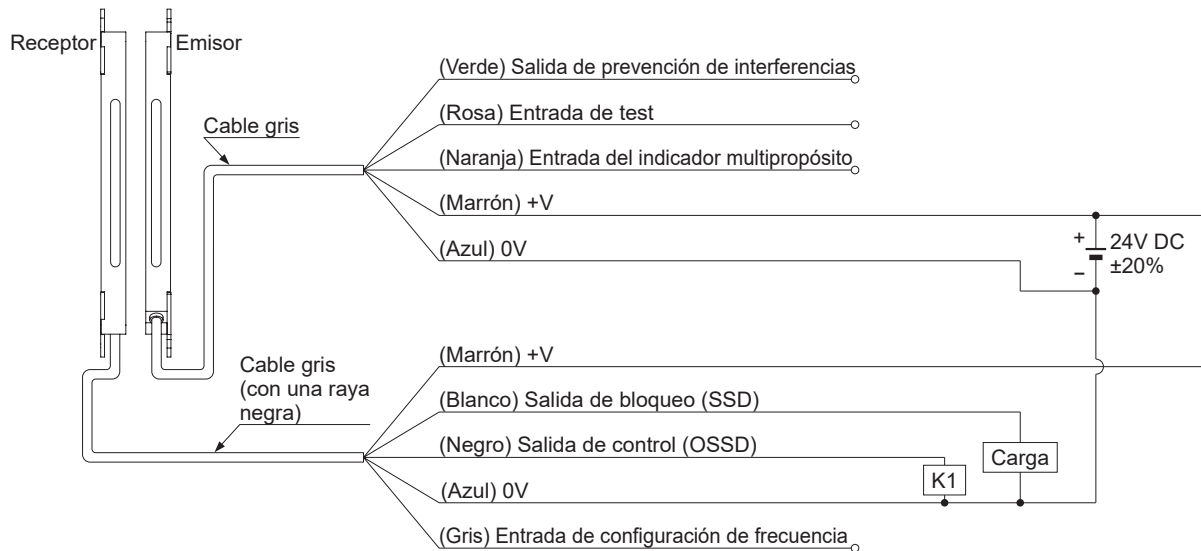 Receptor
Emisor
Cable gris
(Verde) Salida de prevención de interferencias
(Rosa) Entrada de test
(Naranja) Entrada del indicador multipropósito
(Marrón) +V
(Azul) 0V
+
24V DC
−
±20%
Cable gris
(con una raya
negra)
(Marrón) +V
(Blanco) Salida de bloqueo (SSD)
(Negro) Salida de control (OSSD)
(Azul) 0V
(Gris) Entrada de configuración de frecuencia
K1
Carga